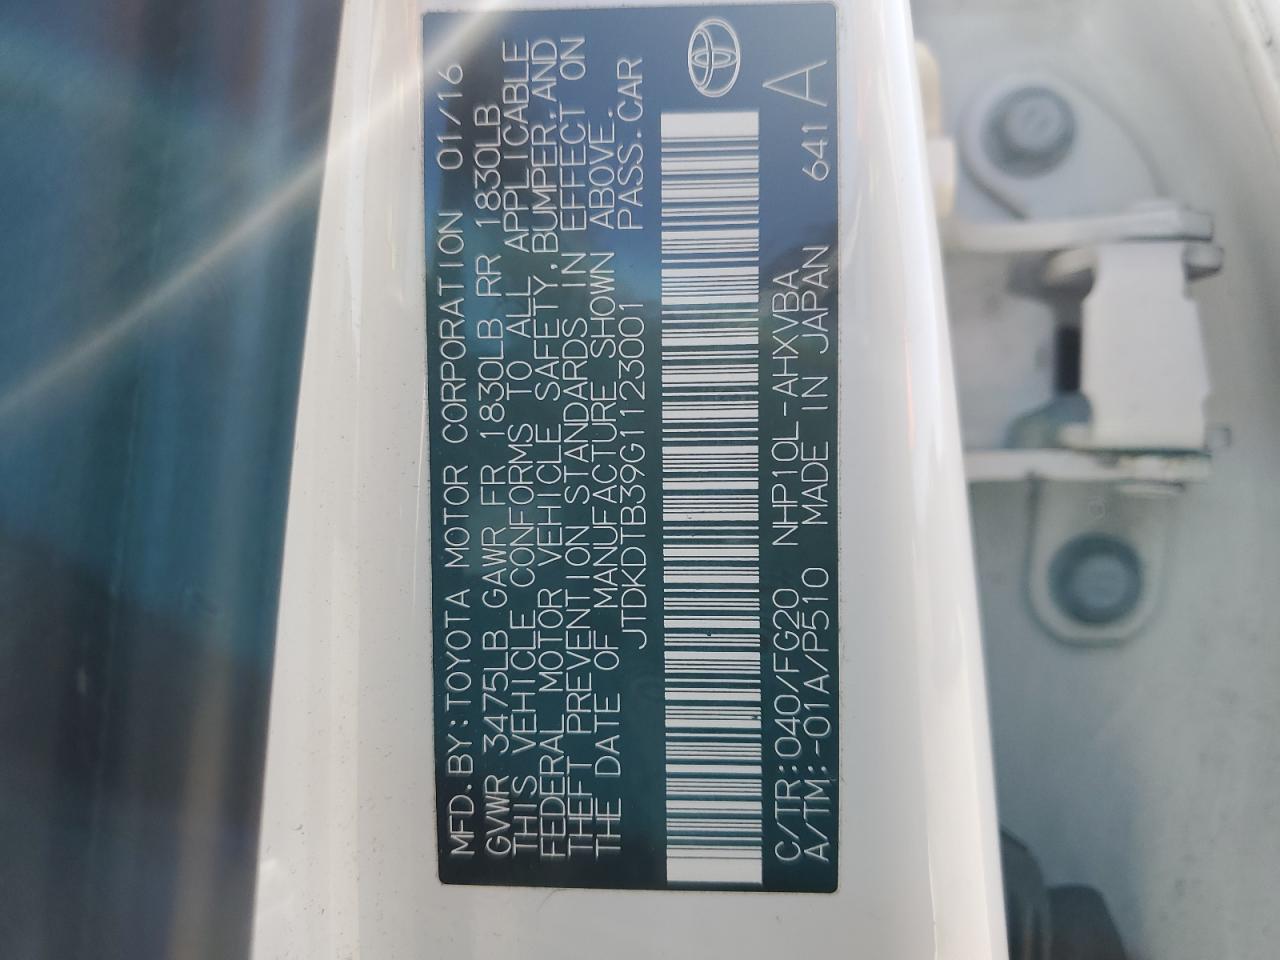 MFD.BY:TOYOTA MOTOR CORPORATION 01/16
GVWR 3475LB GAWR FR 1830LB RR 1830LB
THIS VEHICLE CONFORMS TO ALL APPLICABLE
FEDERAL MOTOR VEHICLE SAFETY, BUMPER, AND
THEFT PREVENTION STANDARDS IN EFFECT ON
THE DATE OF MANUFACTURE SHOWN ABOVE.
JTDKDTB39G1123001 PASS.CAR
C/TR:040/FG20 NHP10L-AHXVBA
A/TM:-01A/P510 MADE IN JAPAN 641 A